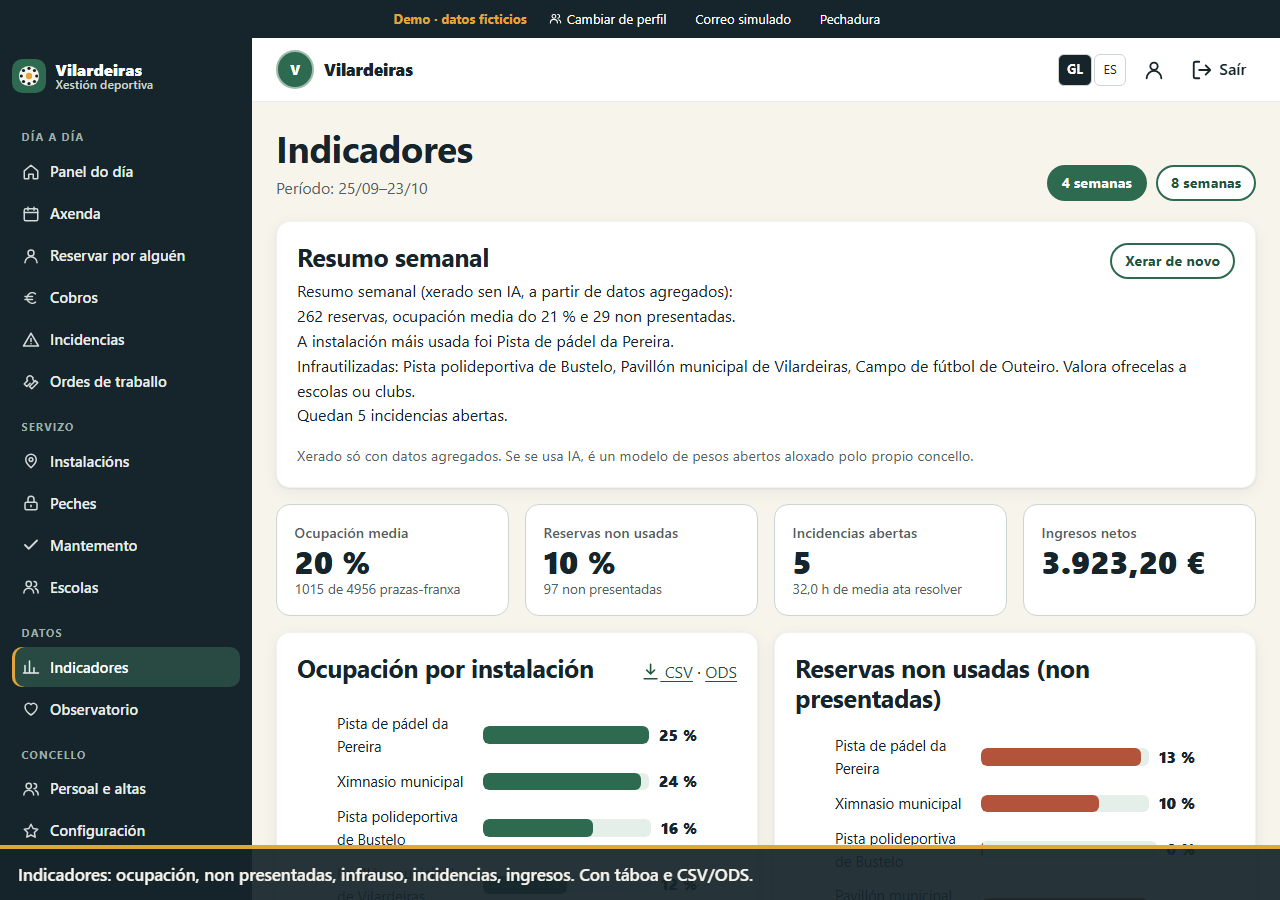 Demo · datos ficticios
Cambiar de perfil
Correo simulado
Pechadura
Vilardeiras
Xestión deportiva
V
Vilardeiras
GL
ES
Saír
DÍA A DÍA
Panel do día
Axenda
Reservar por alguén
Cobros
Incidencias
Ordes de traballo
SERVIZO
Instalacións
Peches
Mantemento
Escolas
DATOS
Indicadores
Observatorio
CONCELLO
Persoal e altas
Configuración
Indicadores
Período: 25/09–23/10
4 semanas
8 semanas
Resumo semanal
Xerar de novo
Resumo semanal (xerado sen IA, a partir de datos agregados):
262 reservas, ocupación media do 21 % e 29 non presentadas.
A instalación máis usada foi Pista de pádel da Pereira.
Infrautilizadas: Pista polideportiva de Bustelo, Pavillón municipal de Vilardeiras, Campo de fútbol de Outeiro. Valora ofrecelas a
escolas ou clubs.
Quedan 5 incidencias abertas.
Xerado só con datos agregados. Se se usa IA, é un modelo de pesos abertos aloxado polo propio concello.
Ocupación media
20 %
1015 de 4956 prazas-franxa
Reservas non usadas
10 %
97 non presentadas
Incidencias abertas
5
32,0 h de media ata resolver
Ingresos netos
3.923,20 €
Ocupación por instalación
CSV · ODS
Pista de pádel da
Pereira
25 %
Ximnasio municipal
24 %
Pista polideportiva
de Bustelo
16 %
de Vilardeiras
12 %
Reservas non usadas (non
presentadas)
Pista de pádel da
Pereira
13 %
Ximnasio municipal
10 %
Pista polideportiva
de Bustelo
Pavillón municipal
Indicadores: ocupación, non presentadas, infrauso, incidencias, ingresos. Con táboa e CSV/ODS.